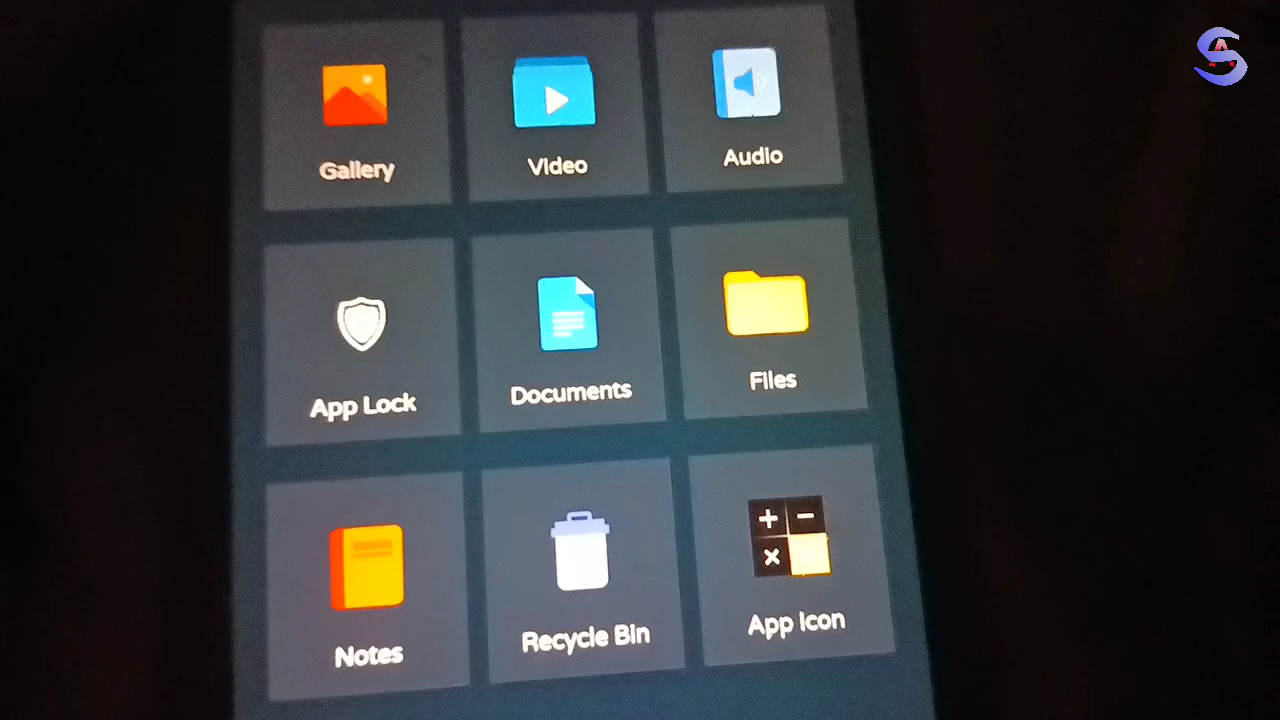 Gallery
Video
Audio
App Lock
Documents
Files
Notes
Recycle Bin
App Icon